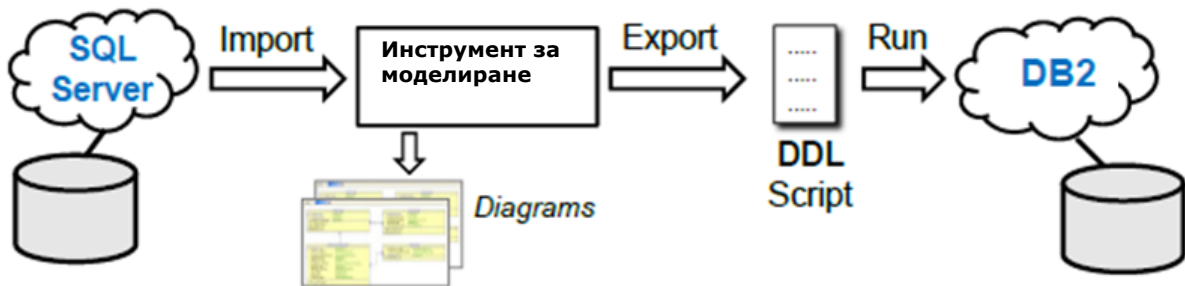 SQL
Server
Import
Инструмент за
моделиране
Export
.....
.....
.....
DDL
Script
Run
DB2
Diagrams